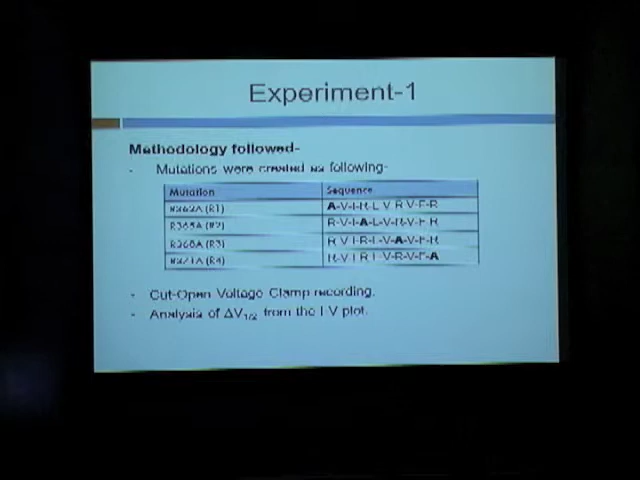 Experiment-1
Methodology followed-
- Mutations were created as following-
Mutation Sequence
R362A (R1) A-V-I-R-L-V-R-V-F-R
R365A (R2) R-V-I-A-L-V-R-V-F-R
R368A (R3) R-V-I-R-L-V-A-V-F-R
R371A (R4) R-V-I-R-L-V-R-V-F-A
- Cut-Open Voltage Clamp recording.
- Analysis of ΔV1/2 from the I-V plot.